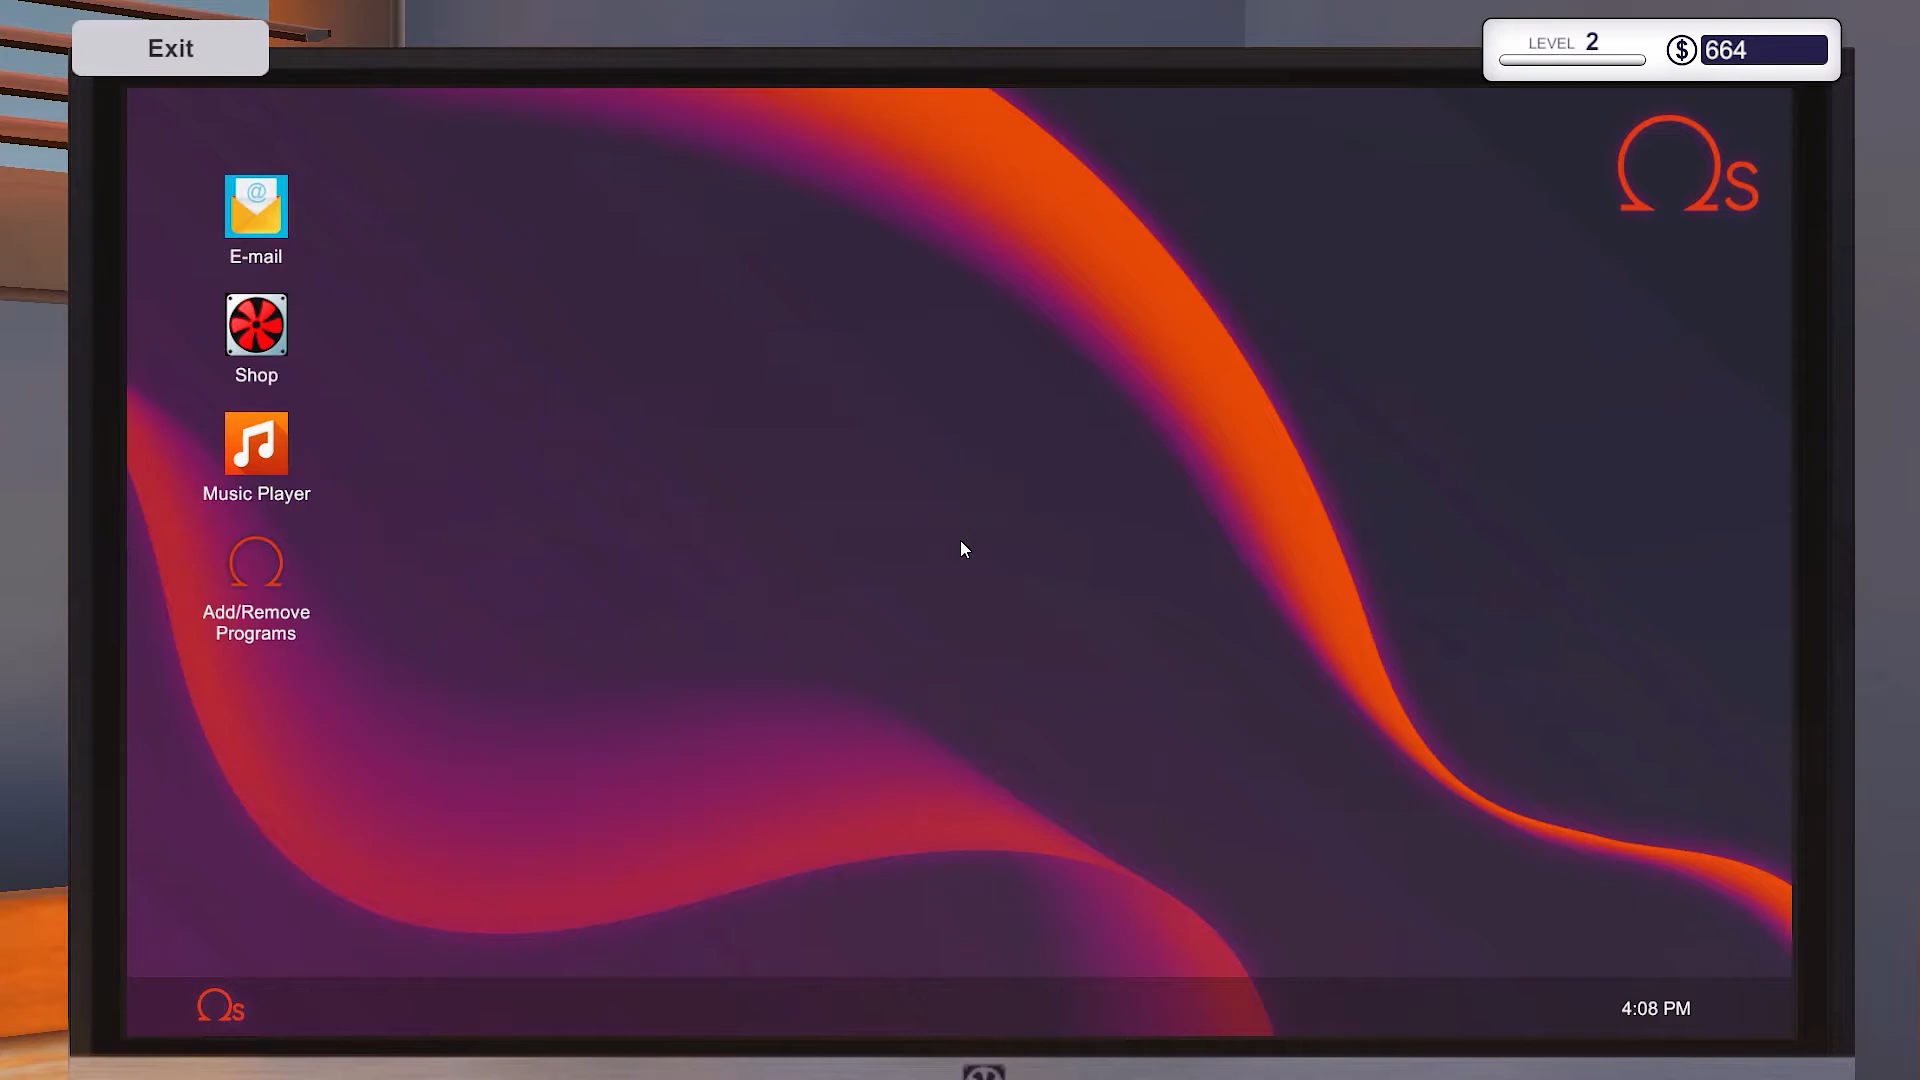 Exit
LEVEL 2
$ 664
Ωs
E-mail
Shop
Music Player
Add/Remove
Programs
Ωs
4:08 PM